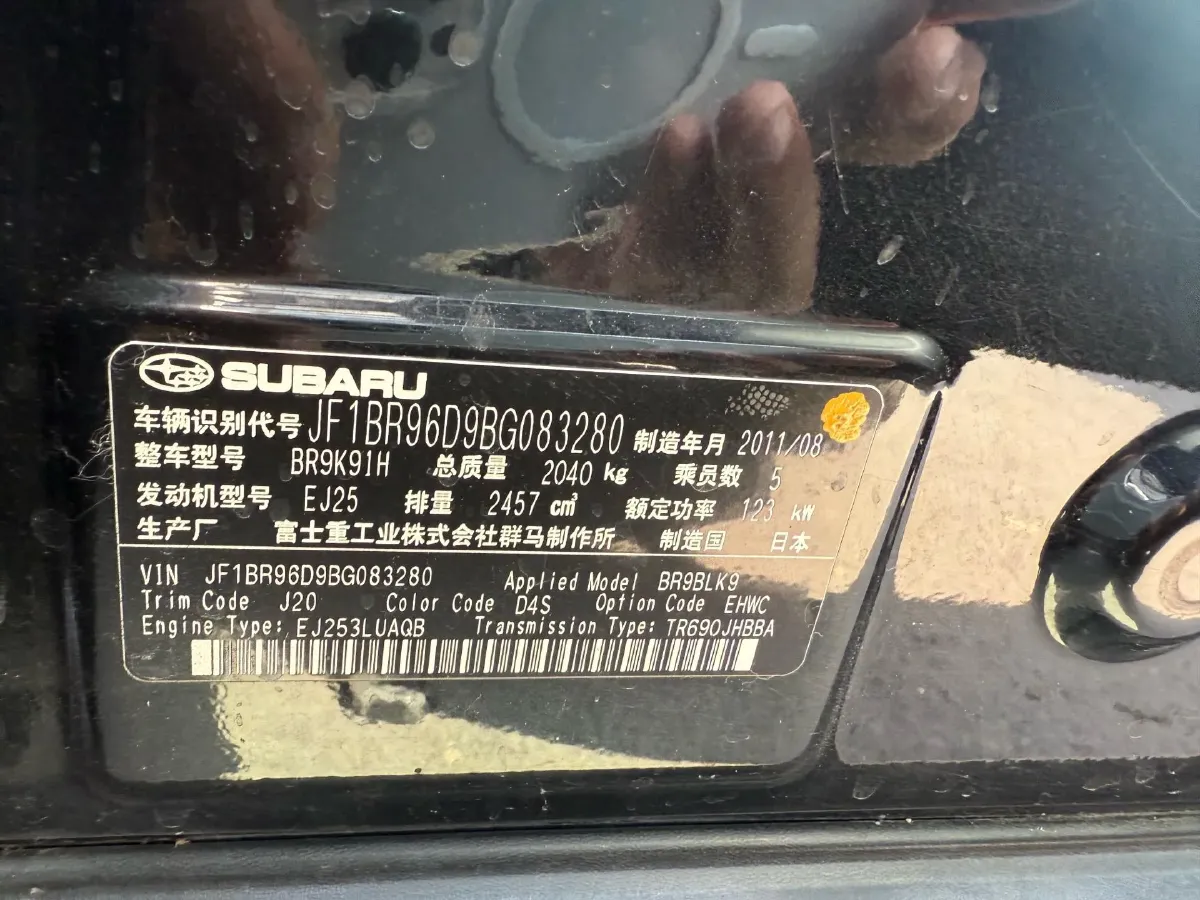 SUBARU
车辆识别代号 JF1BR96D9BG083280 制造年月 2011/08
整车型号 BR9K91H 总质量 2040 kg 乘员数 5
发动机型号 EJ25 排量 2457 cm³ 额定功率 123 kW
生产厂 富士重工业株式会社群马制作所 制造国 日本
VIN JF1BR96D9BG083280 Applied Model BR9BLK9
Trim Code J20 Color Code D4S Option Code EHWC
Engine Type: EJ253LUAQB Transmission Type: TR690JHBBA